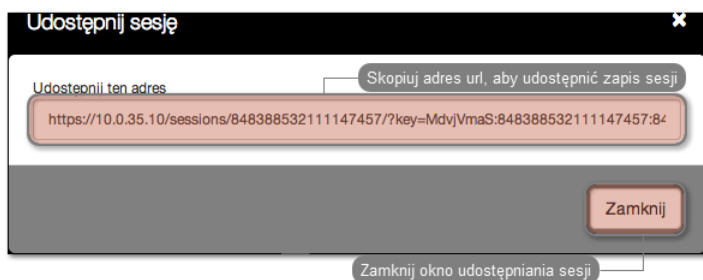 Udostępnij sesję
Skopiuj adres url, aby udostępnić zapis sesji
Udostępnij ten adres
https://10.0.35.10/sessions/848388532111147457/?key=MdvjVmaS:848388532111147457:84
Zamknij
Zamknij okno udostępniania sesji